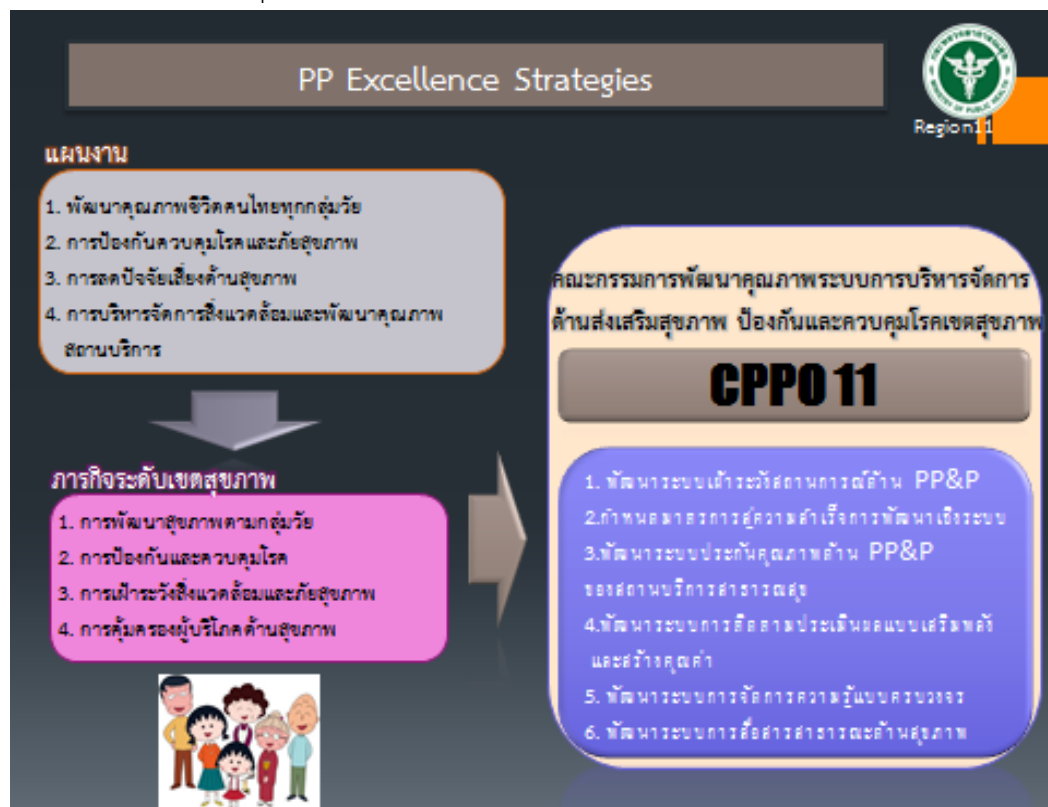 PP Excellence Strategies
Region11
แผนงาน
1. พัฒนาคุณภาพชีวิตคนไทยทุกกลุ่มวัย
2. การป้องกันควบคุมโรคและภัยสุขภาพ
3. การลดปัจจัยเสี่ยงด้านสุขภาพ
4. การบริหารจัดการสิ่งแวดล้อมและพัฒนาคุณภาพ
สถานบริการ
ภารกิจระดับเขตสุขภาพ
1. การพัฒนาสุขภาพตามกลุ่มวัย
2. การป้องกันและควบคุมโรค
3. การเฝ้าระวังสิ่งแวดล้อมและภัยสุขภาพ
4. การคุ้มครองผู้บริโภคด้านสุขภาพ
คณะกรรมการพัฒนาคุณภาพระบบการบริหารจัดการ
ด้านส่งเสริมสุขภาพ ป้องกันและควบคุมโรคเขตสุขภาพ
CPPO 11
1. พัฒนาระบบเฝ้าระวังสถานการณ์ด้าน PP&P
2.กำหนดมาตรการสู่ความสำเร็จการพัฒนาเชิงระบบ
3.พัฒนาระบบประกันคุณภาพด้าน PP&P
ของสถานบริการสาธารณสุข
4.พัฒนาระบบการติดตามประเมินผลแบบเสริมพลัง
และสร้างคุณค่า
5. พัฒนาระบบการจัดการความรู้แบบครบวงจร
6. พัฒนาระบบการสื่อสารสาธารณะด้านสุขภาพ